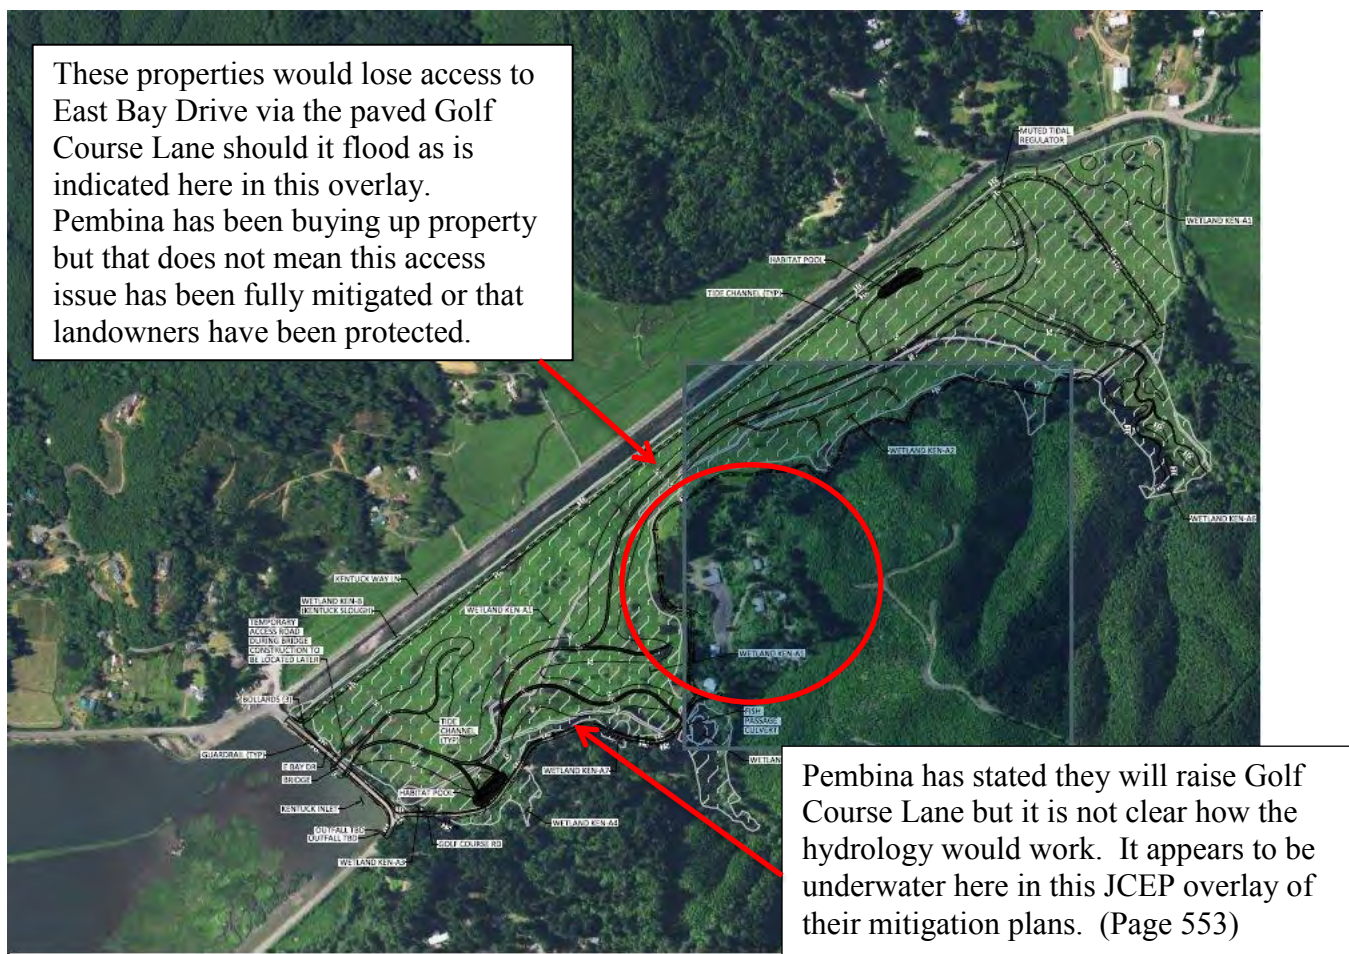 These properties would lose access to
East Bay Drive via the paved Golf
Course Lane should it flood as is
indicated here in this overlay.
Pembina has been buying up property
but that does not mean this access
issue has been fully mitigated or that
landowners have been protected.
MUTED TIDAL
REGULATOR
WETLAND KEN-A1
HABITAT POOL
TIDE CHANNEL (TYP)
WETLAND KEN-A2
WETLAND KEN-A6
KENTUCK WAY LN
WETLAND KEN-B
(KENTUCK SLOUGH)
WETLAND KEN-A1
TEMPORARY
ACCESS ROAD
DURING BRIDGE
CONSTRUCTION TO
BE LOCATED LATER
WETLAND KEN-A1
BOLLARDS (3)
TIDE
CHANNEL
(TYP)
FISH
PASSAGE
CULVERT
GUARDRAIL (TYP)
E BAY DR
BRIDGE
WETLAND KEN-A7
HABITAT POOL
KENTUCK INLET
WETLAND KEN-A4
OUTFALL TBD
OUTFALL TBD
GOLF COURSE RD
WETLAND KEN-A3
Pembina has stated they will raise Golf
Course Lane but it is not clear how the
hydrology would work.  It appears to be
underwater here in this JCEP overlay of
their mitigation plans.  (Page 553)